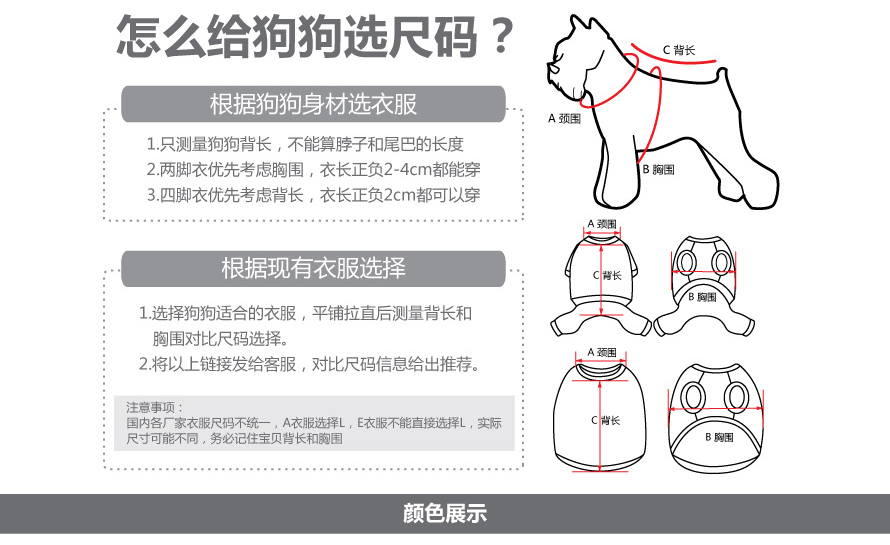 怎么给狗狗选尺码？
根据狗狗身材选衣服
1.只测量狗狗背长，不能算脖子和尾巴的长度
2.两脚衣优先考虑胸围，衣长正负2-4cm都能穿
3.四脚衣优先考虑背长，衣长正负2cm都可以穿
根据现有衣服选择
1.选择狗狗适合的衣服，平铺拉直后测量背长和
胸围对比尺码选择。
2.将以上链接发给客服，对比尺码信息给出推荐。
注意事项：
国内各厂家衣服尺码不统一，A衣服选择L，E衣服不能直接选择L，实际
尺寸可能不同，务必记住宝贝背长和胸围
C 背长
A 颈围
B 胸围
A 颈围
C 背长
B 胸围
A 颈围
C 背长
B 胸围
颜色展示